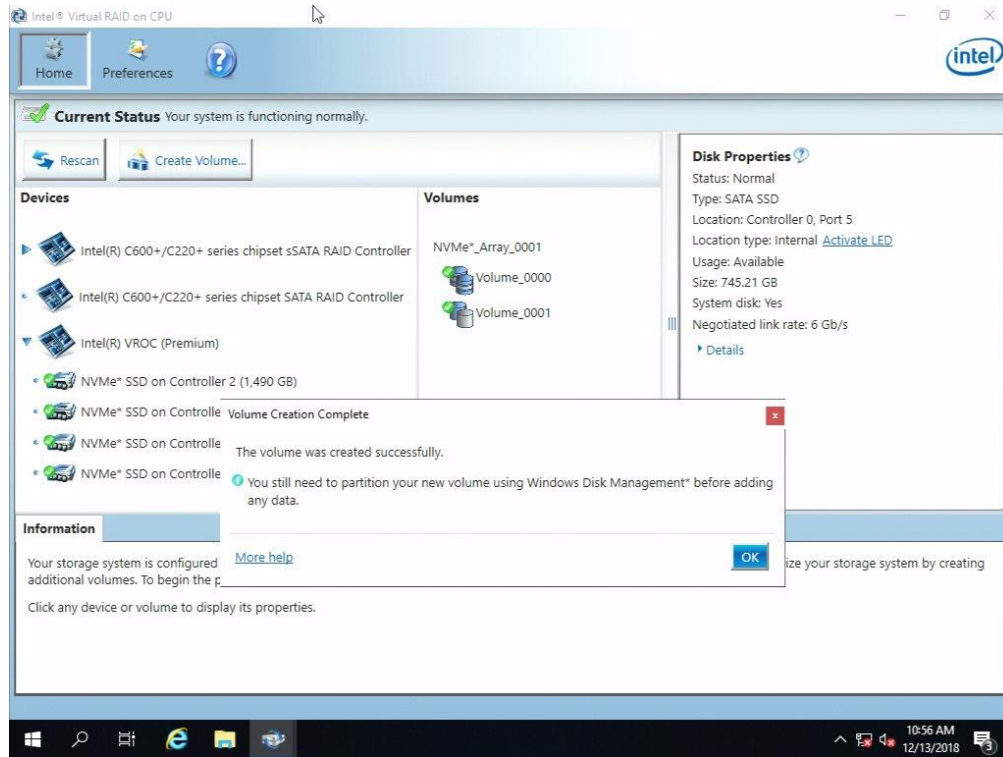 Intel® Virtual RAID on CPU
Home
Preferences
?
intel
Current Status Your system is functioning normally.
Rescan
Create Volume...
Devices
Intel(R) C600+/C220+ series chipset sSATA RAID Controller
Intel(R) C600+/C220+ series chipset SATA RAID Controller
Intel(R) VROC (Premium)
NVMe* SSD on Controller 2 (1,490 GB)
NVMe* SSD on Controlle
NVMe* SSD on Controlle
NVMe* SSD on Controlle
Volumes
NVMe*_Array_0001
Volume_0000
Volume_0001
Disk Properties ?
Status: Normal
Type: SATA SSD
Location: Controller 0, Port 5
Location type: Internal Activate LED
Usage: Available
Size: 745.21 GB
System disk: Yes
Negotiated link rate: 6 Gb/s
Details
Volume Creation Complete
x
The volume was created successfully.
You still need to partition your new volume using Windows Disk Management* before adding
any data.
More help
OK
Information
Your storage system is configured
ize your storage system by creating
additional volumes. To begin the p
Click any device or volume to display its properties.
10:56 AM
12/13/2018
3